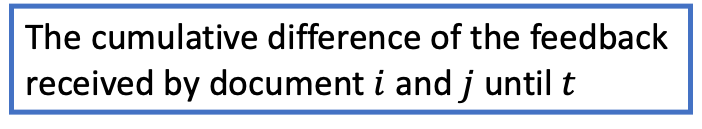 The cumulative difference of the feedback
received by document i and j until t